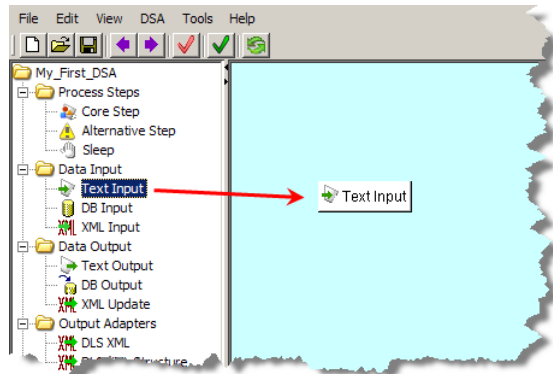 File Edit View DSA Tools Help
My_First_DSA
Process Steps
Core Step
Alternative Step
Sleep
Data Input
Text Input
DB Input
XML Input
Data Output
Text Output
DB Output
XML Update
Output Adapters
DLS XML
Structure
Text Input